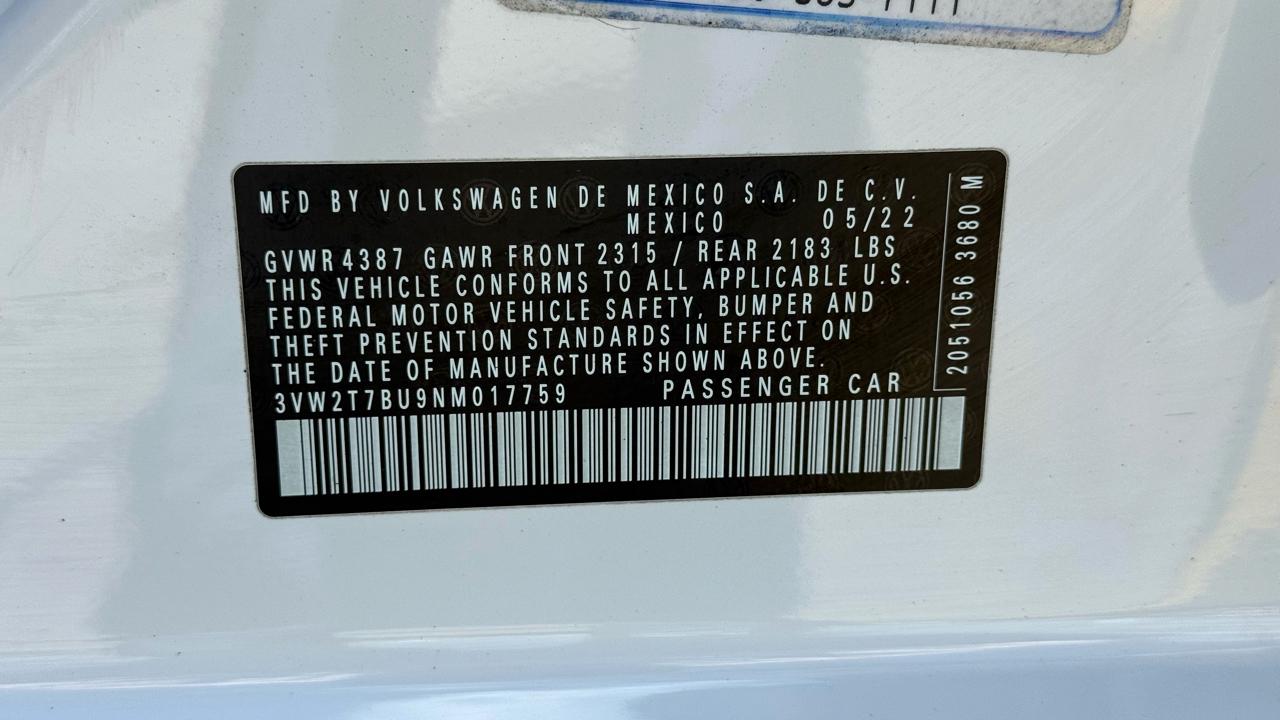 MFD BY VOLKSWAGEN DE MEXICO S.A. DE C.V.
MEXICO 05/22
GVWR 4387 GAWR FRONT 2315 / REAR 2183 LBS
THIS VEHICLE CONFORMS TO ALL APPLICABLE U.S.
FEDERAL MOTOR VEHICLE SAFETY, BUMPER AND
THEFT PREVENTION STANDARDS IN EFFECT ON
THE DATE OF MANUFACTURE SHOWN ABOVE.
3VW2T7BU9NM017759 PASSENGER CAR
2051056 3680 M